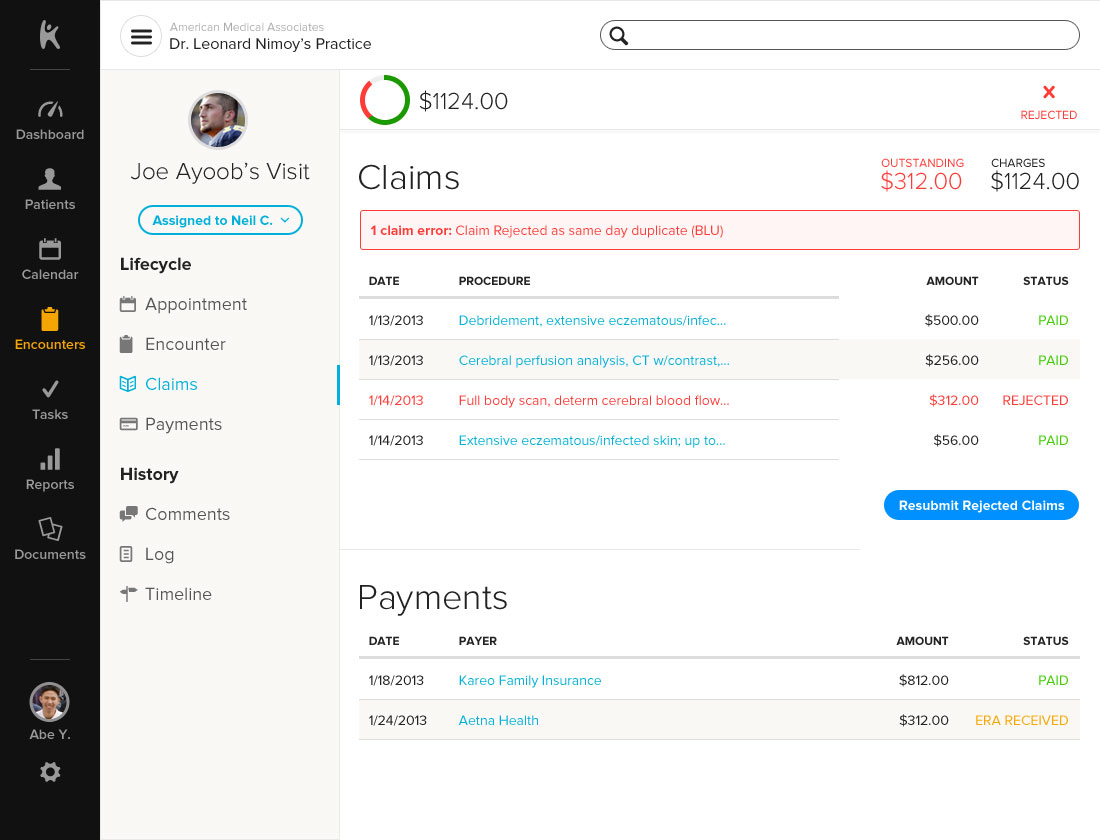 American Medical Associates
Dr. Leonard Nimoy’s Practice
Dashboard
Patients
Calendar
Encounters
Tasks
Reports
Documents
Abe Y.
Joe Ayoob’s Visit
Assigned to Neil C.
Lifecycle
Appointment
Encounter
Claims
Payments
History
Comments
Log
Timeline
$1124.00
REJECTED
Claims
OUTSTANDING CHARGES
$312.00 $1124.00
1 claim error: Claim Rejected as same day duplicate (BLU)
DATE PROCEDURE AMOUNT STATUS
1/13/2013 Debridement, extensive eczematous/infec... $500.00 PAID
1/13/2013 Cerebral perfusion analysis, CT w/contrast,... $256.00 PAID
1/14/2013 Full body scan, determ cerebral blood flow... $312.00 REJECTED
1/14/2013 Extensive eczematous/infected skin; up to... $56.00 PAID
Resubmit Rejected Claims
Payments
DATE PAYER AMOUNT STATUS
1/18/2013 Kareo Family Insurance $812.00 PAID
1/24/2013 Aetna Health $312.00 ERA RECEIVED